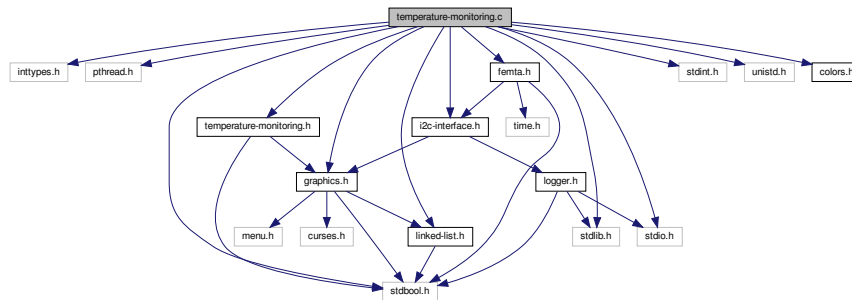 temperature-monitoring.c
inttypes.h
pthread.h
femta.h
stdint.h
unistd.h
colors.h
temperature-monitoring.h
i2c-interface.h
time.h
graphics.h
logger.h
menu.h
curses.h
linked-list.h
stdlib.h
stdio.h
stdbool.h